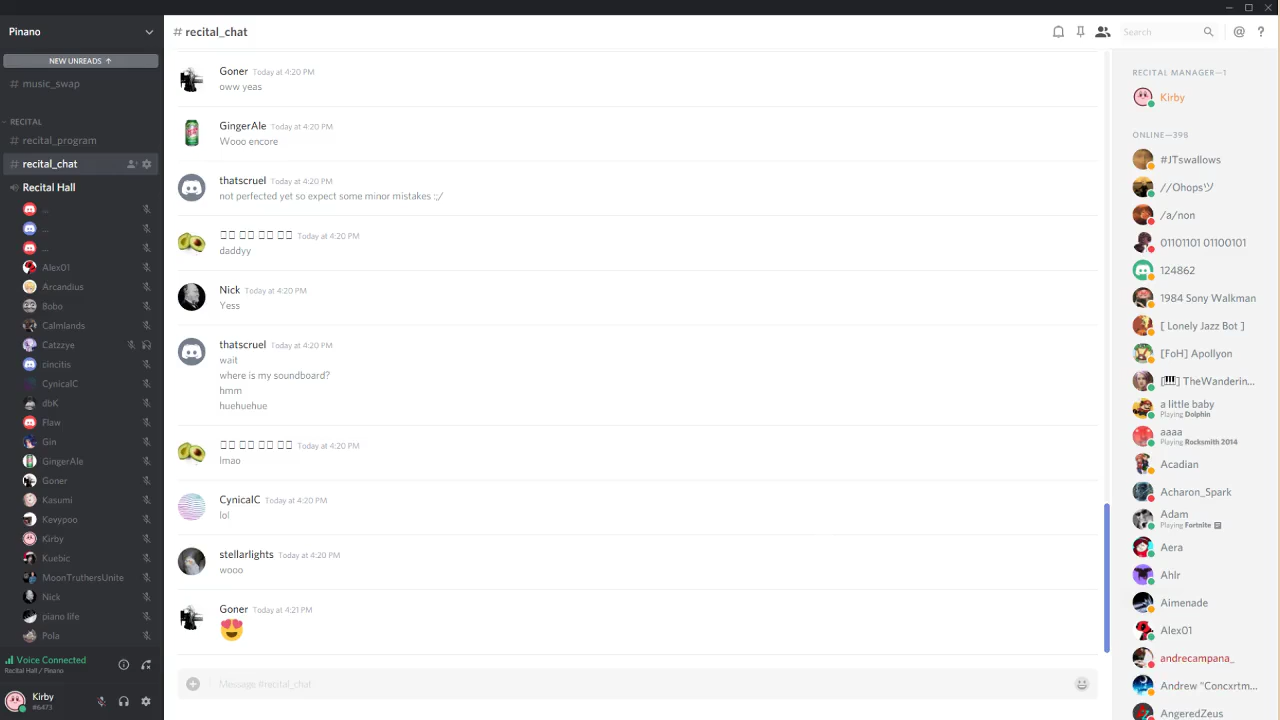 Pinano
NEW UNREADS ↑
# music_swap
RECITAL
# recital_program
# recital_chat
Recital Hall
...
...
...
Alex01
Arcandius
Bobo
Calmlands
Catzzye
cincitis
CynicalC
dbK
Flaw
Gin
GingerAle
Goner
Kasumi
Kevypoo
Kirby
Kuebic
MoonTruthersUnite
Nick
piano life
Pola
Voice Connected
Recital Hall / Pinano
Kirby
#6473
# recital_chat
Search
@ ?
Goner Today at 4:20 PM
oww yeas
GingerAle Today at 4:20 PM
Wooo encore
thatscruel Today at 4:20 PM
not perfected yet so expect some minor mistakes :;/
Today at 4:20 PM
daddyy
Nick Today at 4:20 PM
Yess
thatscruel Today at 4:20 PM
wait
where is my soundboard?
hmm
huehuehue
Today at 4:20 PM
lmao
CynicalC Today at 4:20 PM
lol
stellarlights Today at 4:20 PM
wooo
Goner Today at 4:21 PM
😍
Message #recital_chat
RECITAL MANAGER—1
Kirby
ONLINE—398
#JTswallows
//Ohopsツ
/a/non
01101101 01100101
124862
1984 Sony Walkman
[ Lonely Jazz Bot ]
[FoH] Apollyon
[🎹] TheWanderin...
a little baby
Playing Dolphin
aaaa
Playing Rocksmith 2014
Acadian
Acharon_Spark
Adam
Playing Fortnite
Aera
Ahlr
Aimenade
Alex01
andrecampana_
Andrew "Concxrtm...
AngeredZeus